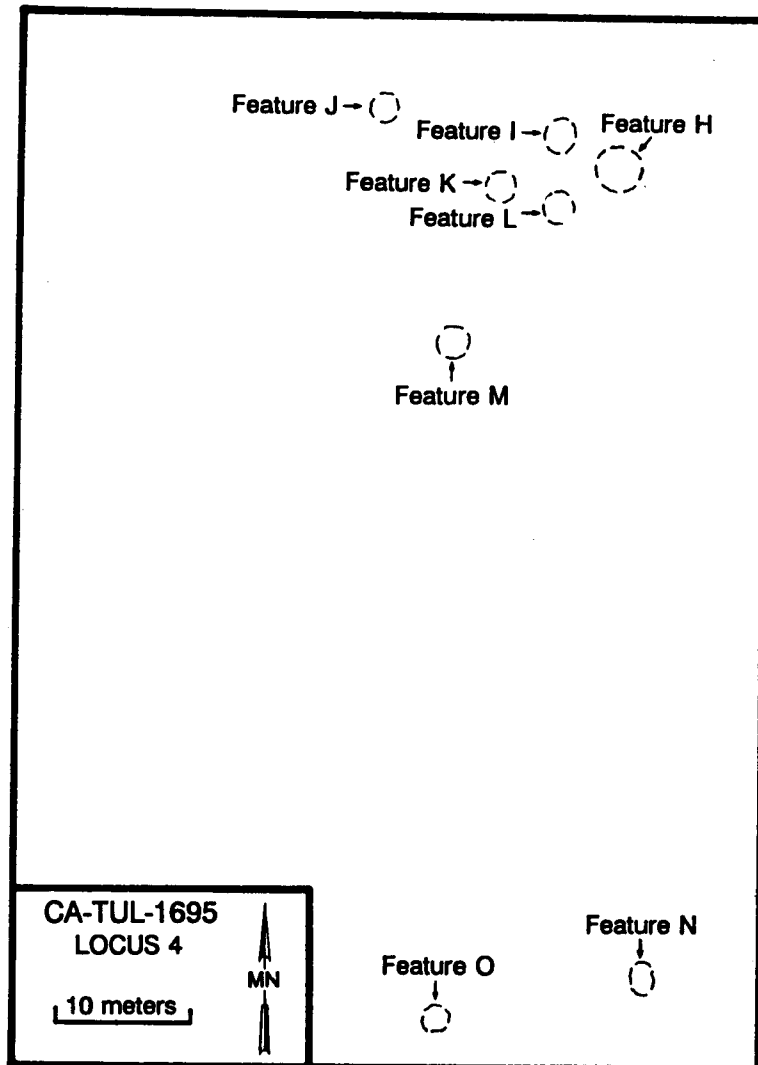 Feature J
Feature I
Feature H
Feature K
Feature L
Feature M
CA-TUL-1695
LOCUS 4
MN
10 meters
Feature N
Feature O